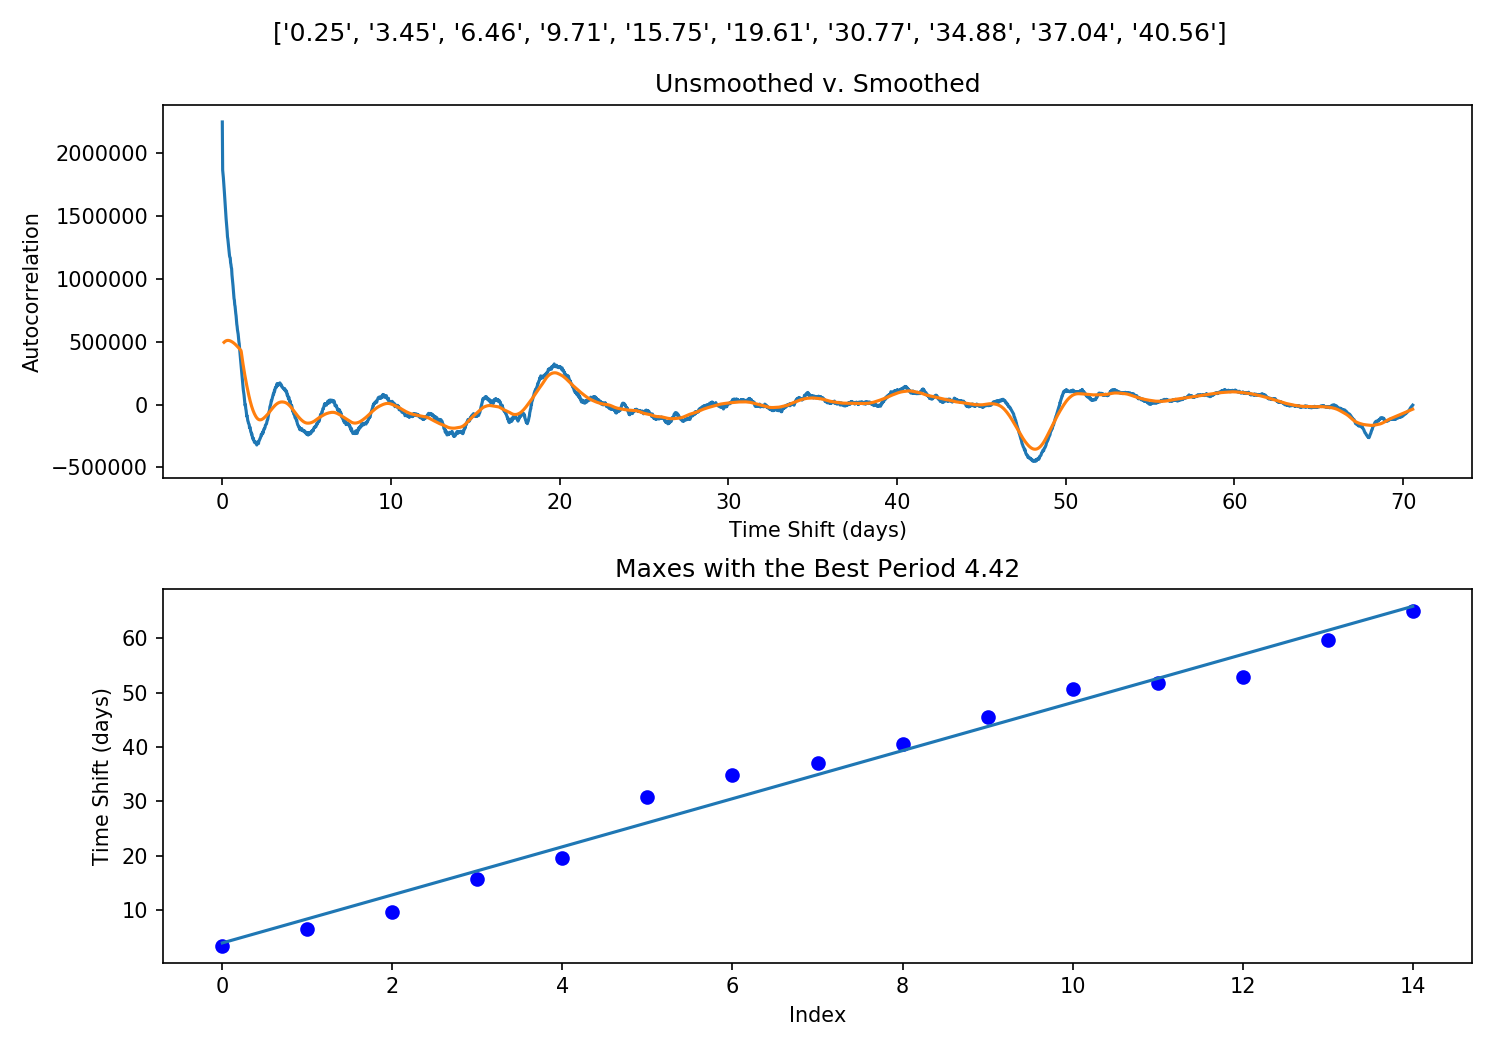 ['0.25', '3.45', '6.46', '9.71', '15.75', '19.61', '30.77', '34.88', '37.04', '40.56']
Unsmoothed v. Smoothed
Autocorrelation
2000000
1500000
1000000
500000
0
−500000
0 10 20 30 40 50 60 70
Time Shift (days)
Maxes with the Best Period 4.42
Time Shift (days)
60
50
40
30
20
10
0 2 4 6 8 10 12 14
Index